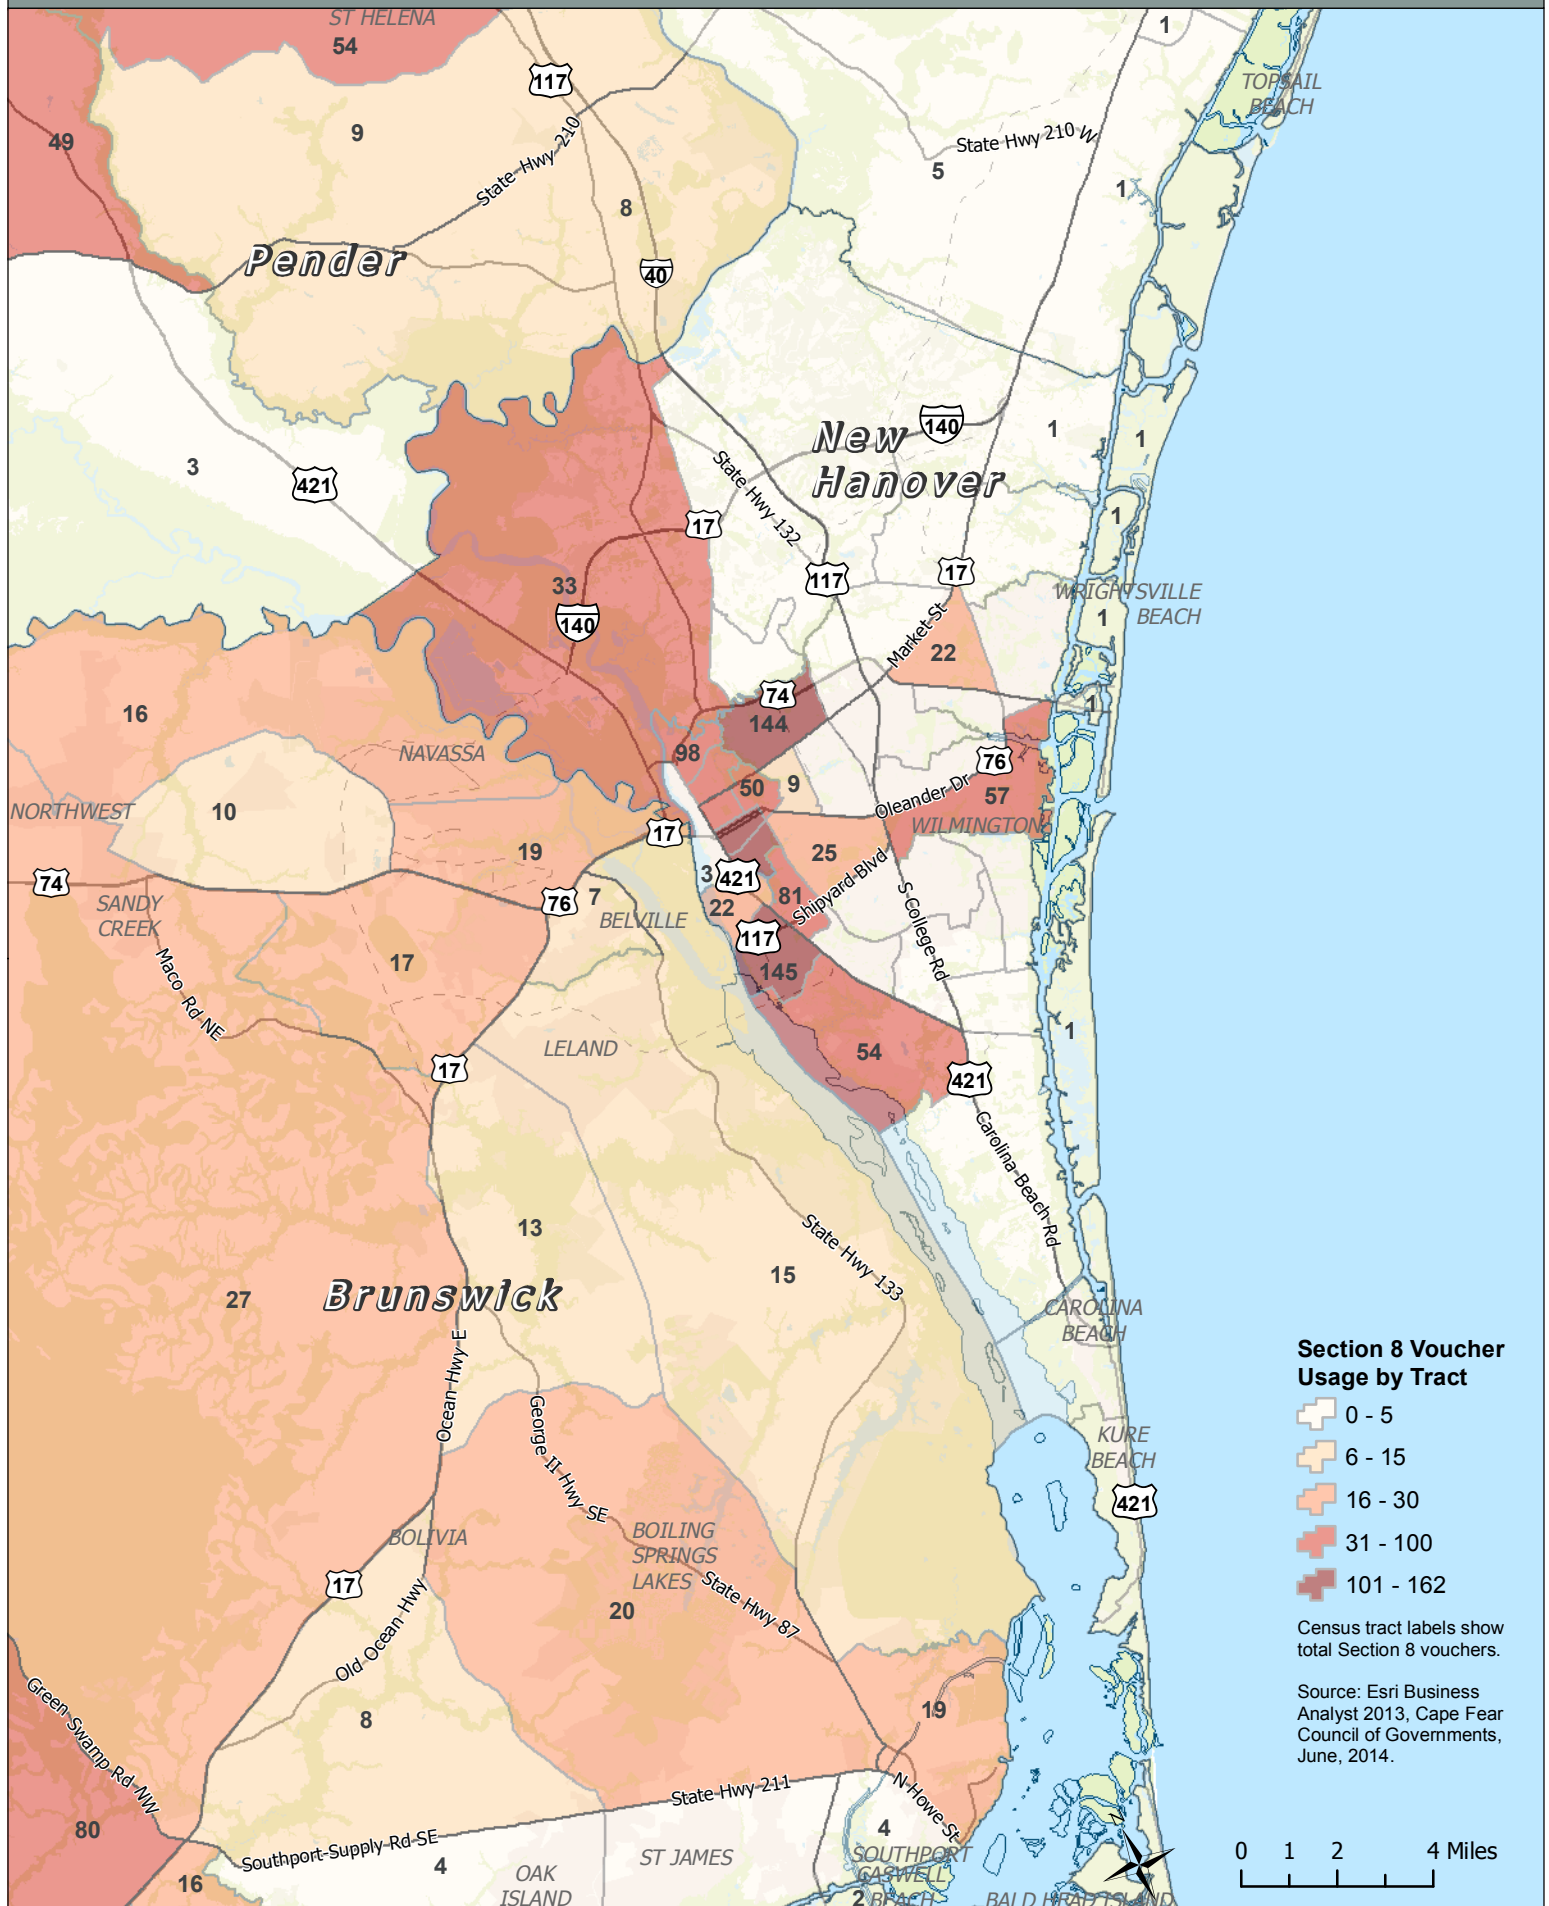 ST HELENA
54
1
117
TOPSAIL
BEACH
49
9
State Hwy 210
State Hwy 210 W
5
8
1
Pender
40
New
Hanover
140
1
1
3
421
State Hwy 132
17
1
117
17
33
140
WRIGHTSVILLE
BEACH
1
Market St
22
16
74
144
1
NAVASSA
98
76
NORTHWEST
10
50
9
Oleander Dr
57
WILMINGTON
17
19
25
74
3
421
Shipyard Blvd
SANDY
CREEK
76
7
BELVILLE
22
81
S College Rd
117
Maco Rd NE
17
145
1
LELAND
54
17
421
Carolina Beach Rd
13
State Hwy 133
15
27
Brunswick
CAROLINA
BEACH
Ocean Hwy E
George II Hwy SE
KURE
BEACH
421
BOLIVIA
BOILING
SPRINGS
LAKES
17
Old Ocean Hwy
State Hwy 87
20
Green Swamp Rd NW
8
19
State Hwy 211
N Howe St
80
4
Southport-Supply Rd SE
4
16
OAK
ISLAND
ST JAMES
SOUTHPORT
CASWELL
BEACH
2
BALD HEAD ISLAND
Section 8 Voucher
Usage by Tract
0 - 5
6 - 15
16 - 30
31 - 100
101 - 162
Census tract labels show
total Section 8 vouchers.
Source: Esri Business
Analyst 2013, Cape Fear
Council of Governments,
June, 2014.
N
0 1 2 4 Miles